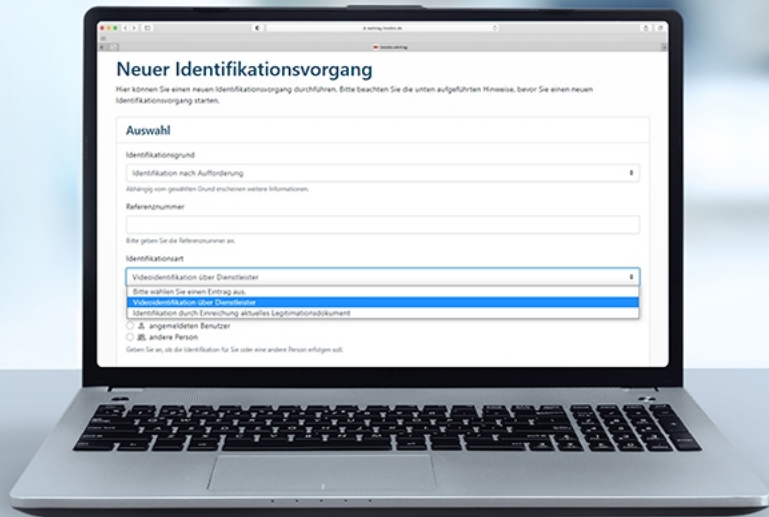 Neuer Identifikationsvorgang
Hier können Sie einen neuen Identifikationsvorgang durchführen. Bitte beachten Sie die unten aufgeführten Hinweise, bevor Sie einen neuen
Identifikationsvorgang starten.
Auswahl
Identifikationsgrund
Identifikation nach Aufforderung
Abhängig vom gewählten Grund erscheinen weitere Informationen.
Referenznummer
Bitte geben Sie die Referenznummer an.
Identifikationsart
Videoidentifikation über Dienstleister
Bitte wählen Sie einen Eintrag aus.
Videoidentifikation über Dienstleister
Identifikation durch Einreichung aktuelles Legitimationsdokument
angemeldeten Benutzer
andere Person
Geben Sie an, ob die Identifikation für Sie oder eine andere Person erfolgen soll.